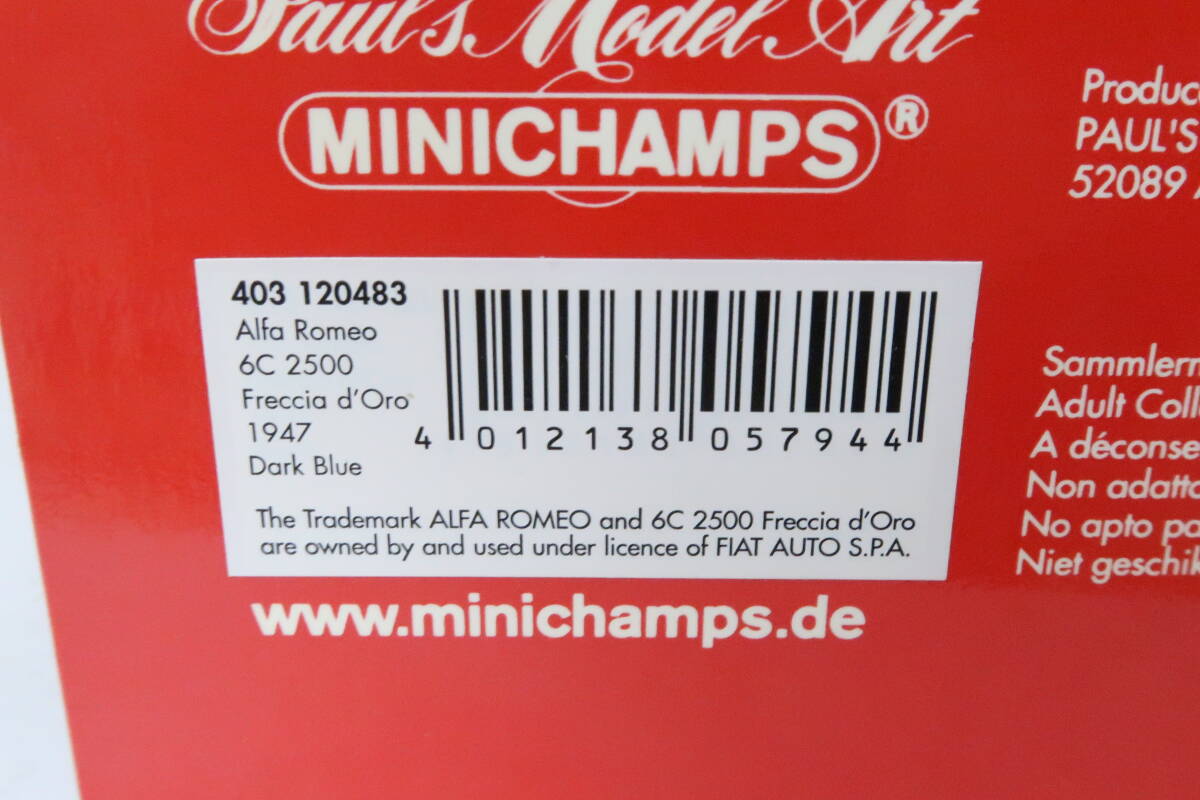 Paul's Model Art
MINICHAMPS®
Produc
PAUL'S
52089
403 120483
Alfa Romeo
6C 2500
Freccia d'Oro
1947
Dark Blue
4 012138 057944
The Trademark ALFA ROMEO and 6C 2500 Freccia d'Oro
are owned by and used under licence of FIAT AUTO S.P.A.
www.minichamps.de
Sammlerm
Adult Coll
A déconse
Non adatto
No apto pa
Niet geschik